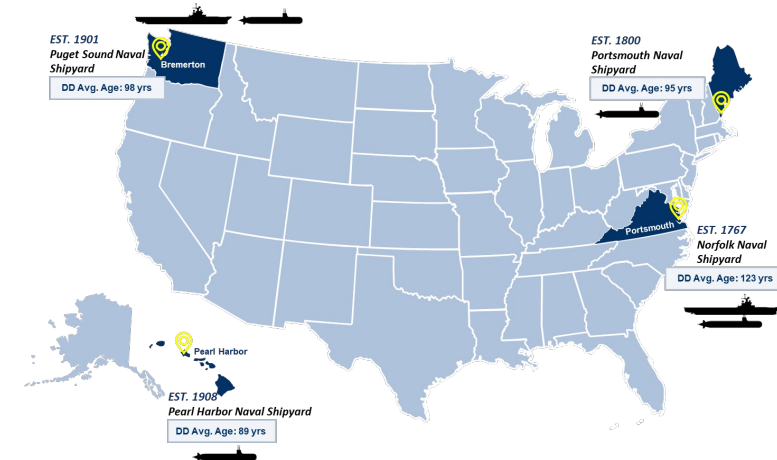 EST. 1901
Puget Sound Naval
Shipyard
Bremerton
DD Avg. Age: 98 yrs
EST. 1800
Portsmouth Naval
Shipyard
DD Avg. Age: 95 yrs
Portsmouth
EST. 1767
Norfolk Naval
Shipyard
DD Avg. Age: 123 yrs
Pearl Harbor
EST. 1908
Pearl Harbor Naval Shipyard
DD Avg. Age: 89 yrs